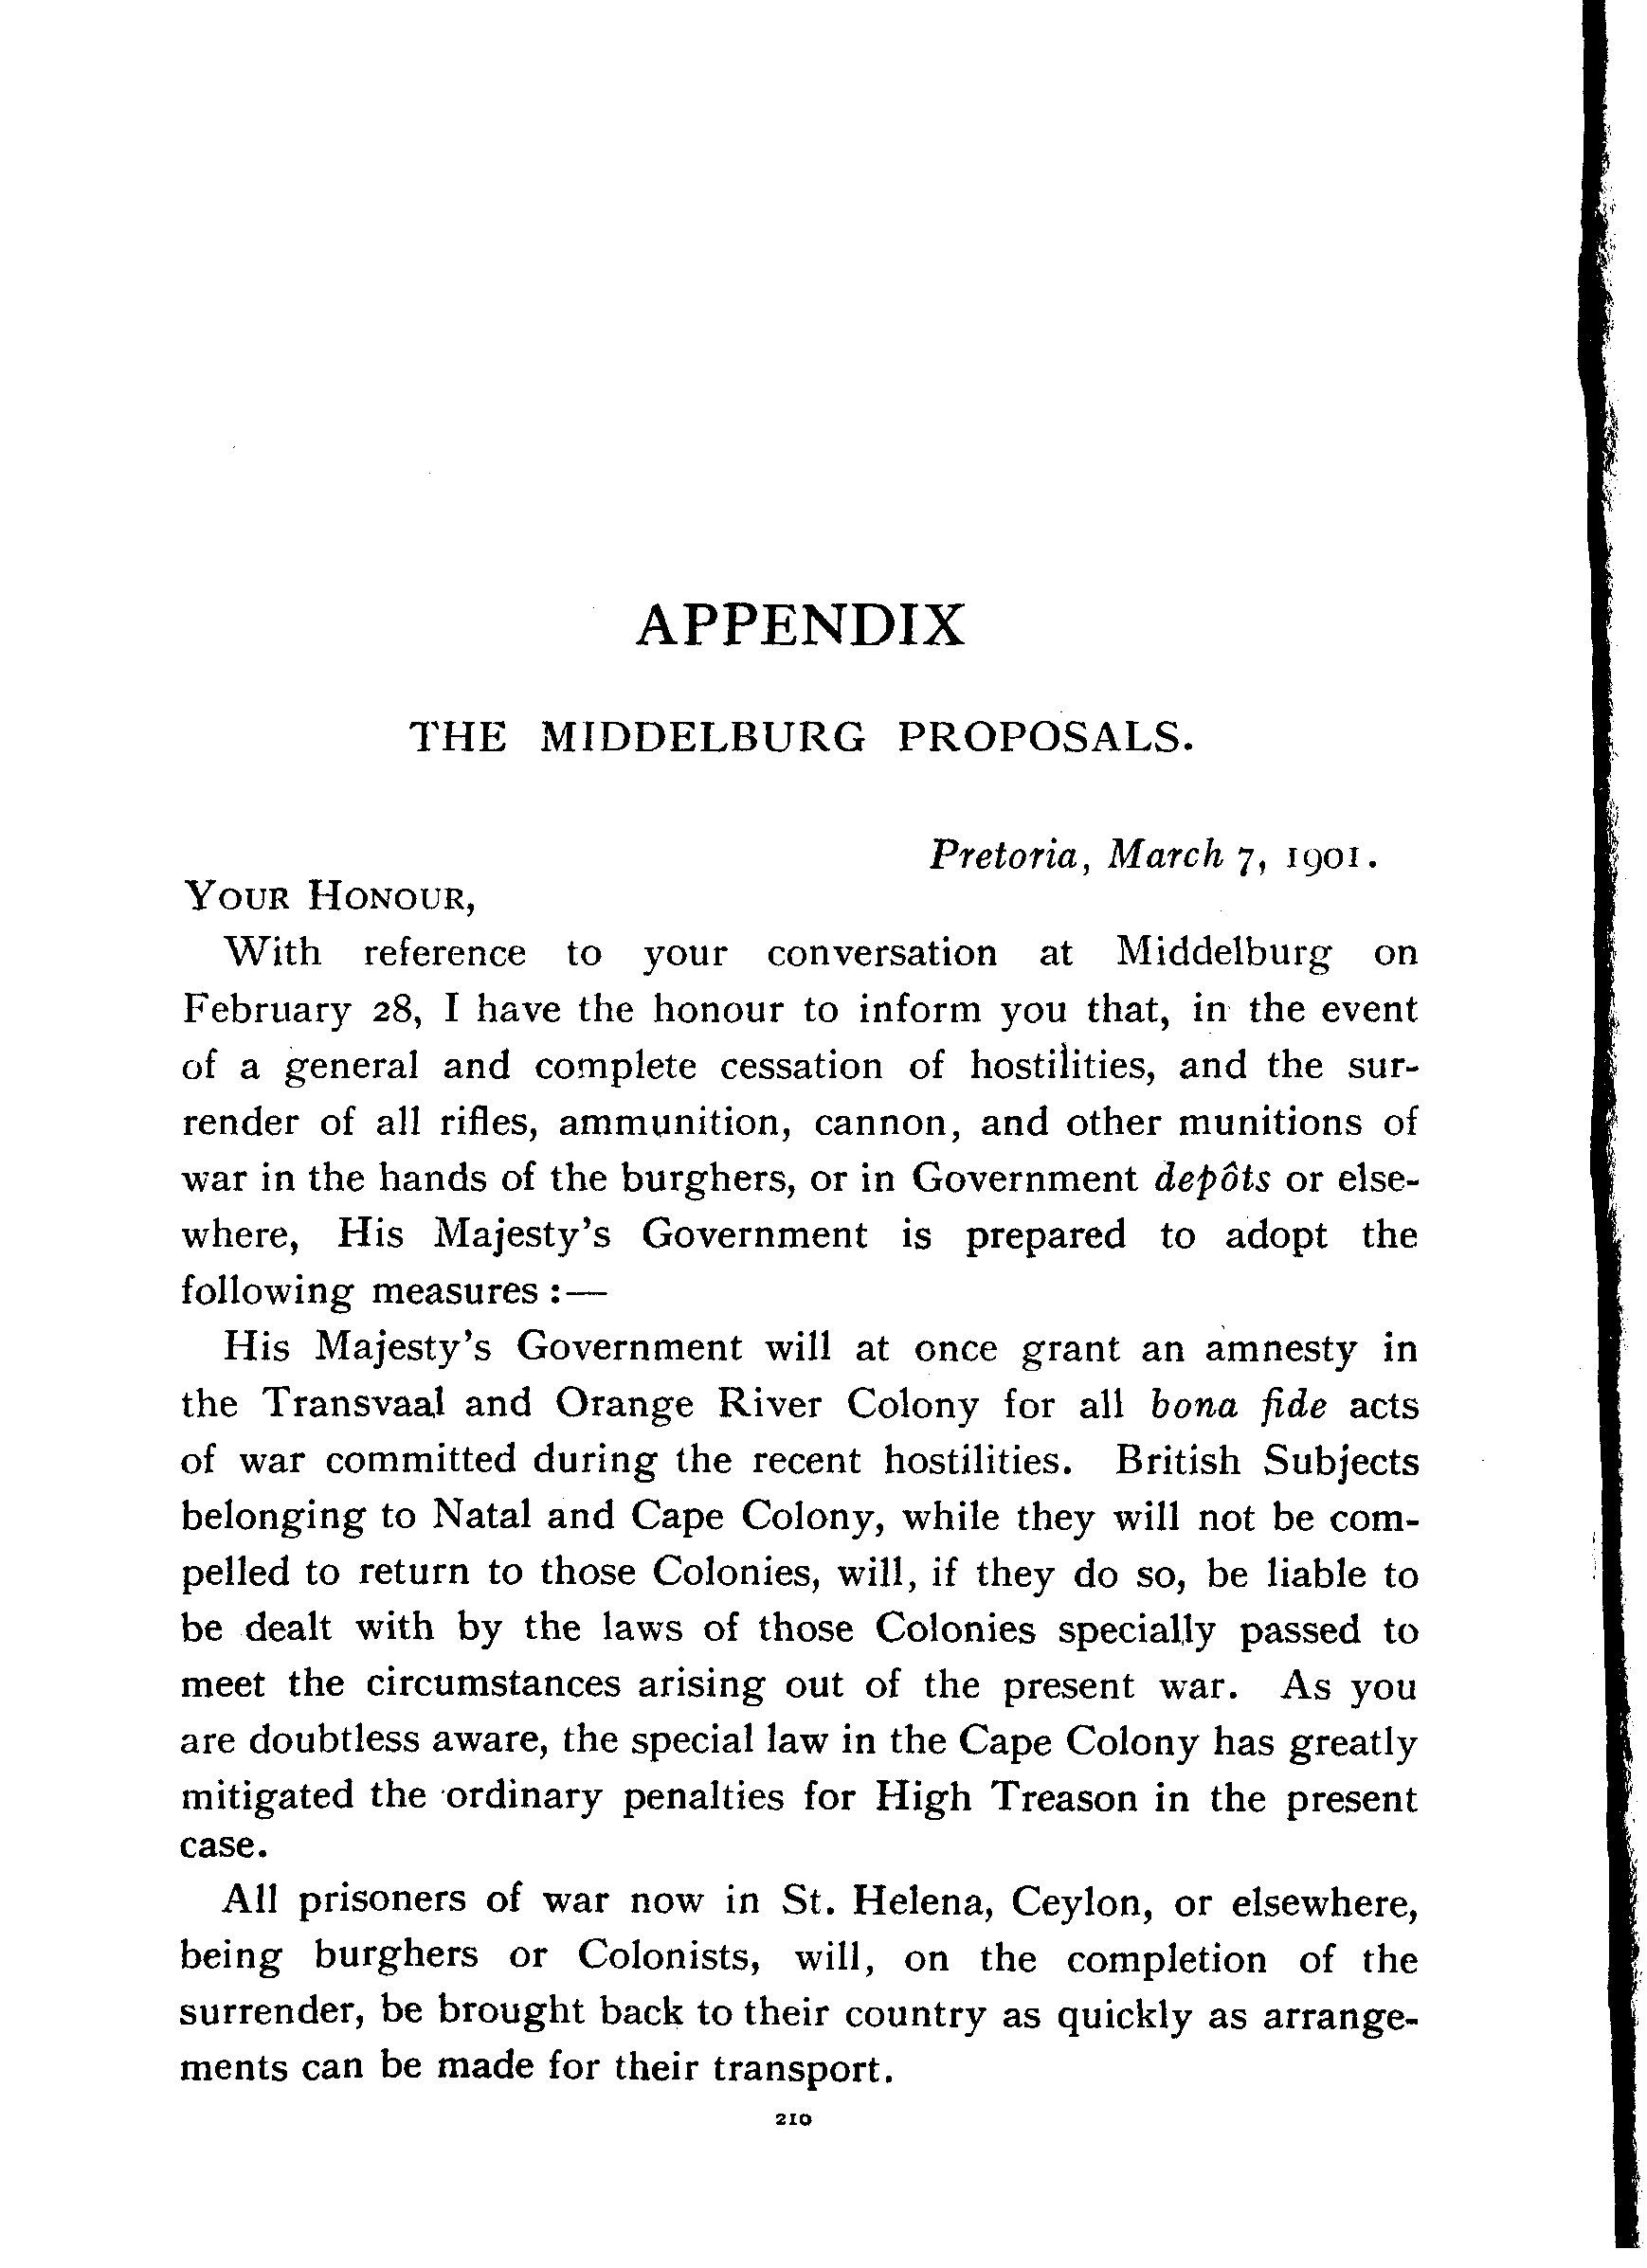 APPENDIX
THE MIDDELBURG PROPOSALS.
Pretoria, March 7, 1901.
YOUR HONOUR,
With reference to your conversation at Middelburg on
February 28, I have the honour to inform you that, in the event
of a general and complete cessation of hostilities, and the sur-
render of all rifles, ammunition, cannon, and other munitions of
war in the hands of the burghers, or in Government depôts or else-
where, His Majesty's Government is prepared to adopt the
following measures :—
His Majesty's Government will at once grant an amnesty in
the Transvaal and Orange River Colony for all bona fide acts
of war committed during the recent hostilities. British Subjects
belonging to Natal and Cape Colony, while they will not be com-
pelled to return to those Colonies, will, if they do so, be liable to
be dealt with by the laws of those Colonies specially passed to
meet the circumstances arising out of the present war. As you
are doubtless aware, the special law in the Cape Colony has greatly
mitigated the ordinary penalties for High Treason in the present
case.
All prisoners of war now in St. Helena, Ceylon, or elsewhere,
being burghers or Colonists, will, on the completion of the
surrender, be brought back to their country as quickly as arrange-
ments can be made for their transport.
210